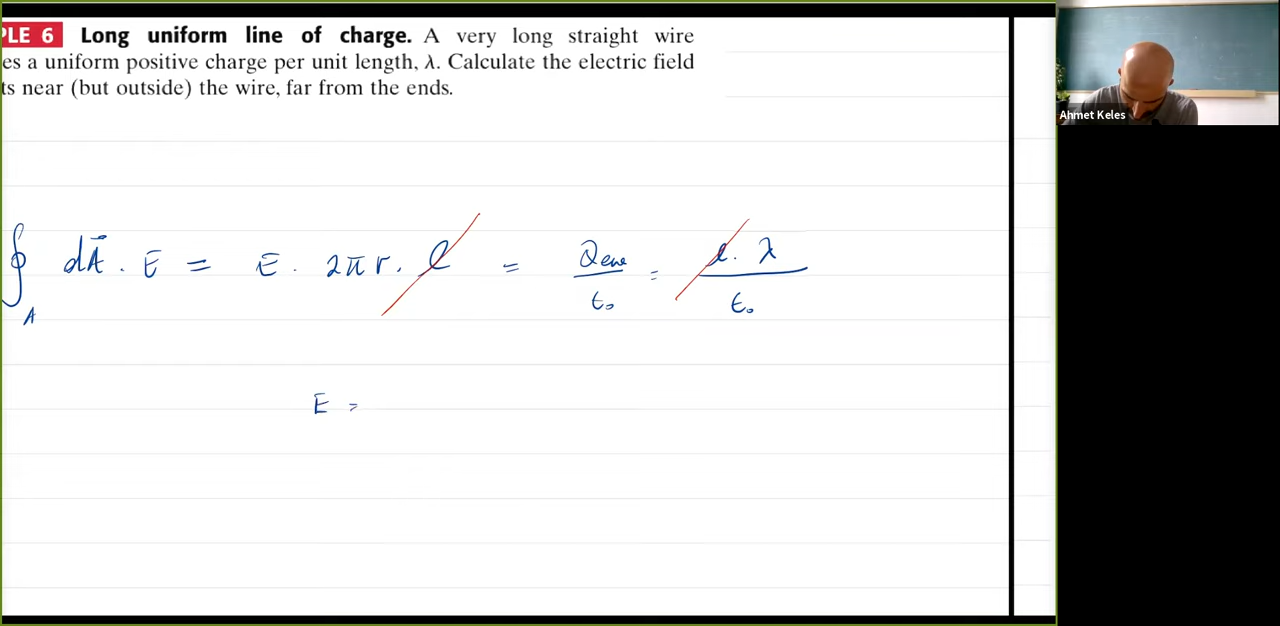 PLE 6 Long uniform line of charge. A very long straight wire
es a uniform positive charge per unit length, λ. Calculate the electric field
ts near (but outside) the wire, far from the ends.
∮ dA⃗ . E = E . 2πr . l = Qenc / ε₀ = l . λ / ε₀
A
E =
Ahmet Keles